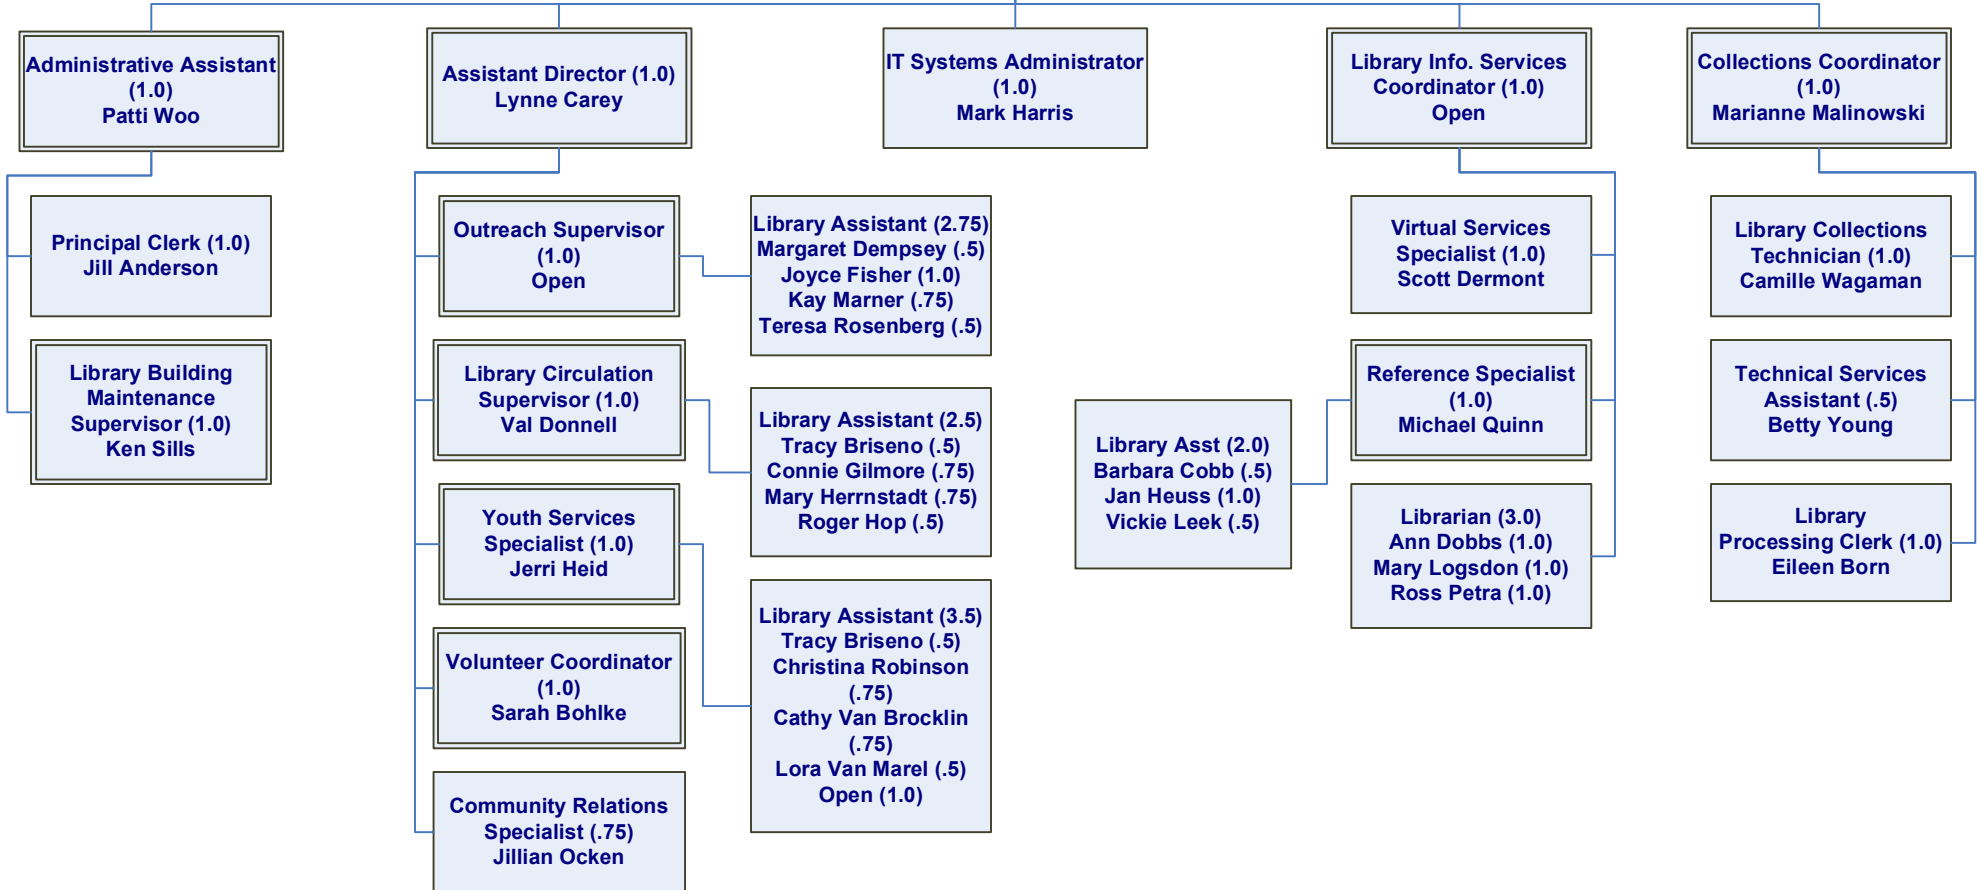 Administrative Assistant
(1.0)
Patti Woo
Assistant Director (1.0)
Lynne Carey
IT Systems Administrator
(1.0)
Mark Harris
Library Info. Services
Coordinator (1.0)
Open
Collections Coordinator
(1.0)
Marianne Malinowski
Principal Clerk (1.0)
Jill Anderson
Library Building
Maintenance
Supervisor (1.0)
Ken Sills
Outreach Supervisor
(1.0)
Open
Library Assistant (2.75)
Margaret Dempsey (.5)
Joyce Fisher (1.0)
Kay Marner (.75)
Teresa Rosenberg (.5)
Library Circulation
Supervisor (1.0)
Val Donnell
Library Assistant (2.5)
Tracy Briseno (.5)
Connie Gilmore (.75)
Mary Herrnstadt (.75)
Roger Hop (.5)
Youth Services
Specialist (1.0)
Jerri Heid
Library Assistant (3.5)
Tracy Briseno (.5)
Christina Robinson
(.75)
Cathy Van Brocklin
(.75)
Lora Van Marel (.5)
Open (1.0)
Volunteer Coordinator
(1.0)
Sarah Bohlke
Community Relations
Specialist (.75)
Jillian Ocken
Virtual Services
Specialist (1.0)
Scott Dermont
Reference Specialist
(1.0)
Michael Quinn
Library Asst (2.0)
Barbara Cobb (.5)
Jan Heuss (1.0)
Vickie Leek (.5)
Librarian (3.0)
Ann Dobbs (1.0)
Mary Logsdon (1.0)
Ross Petra (1.0)
Library Collections
Technician (1.0)
Camille Wagaman
Technical Services
Assistant (.5)
Betty Young
Library
Processing Clerk (1.0)
Eileen Born